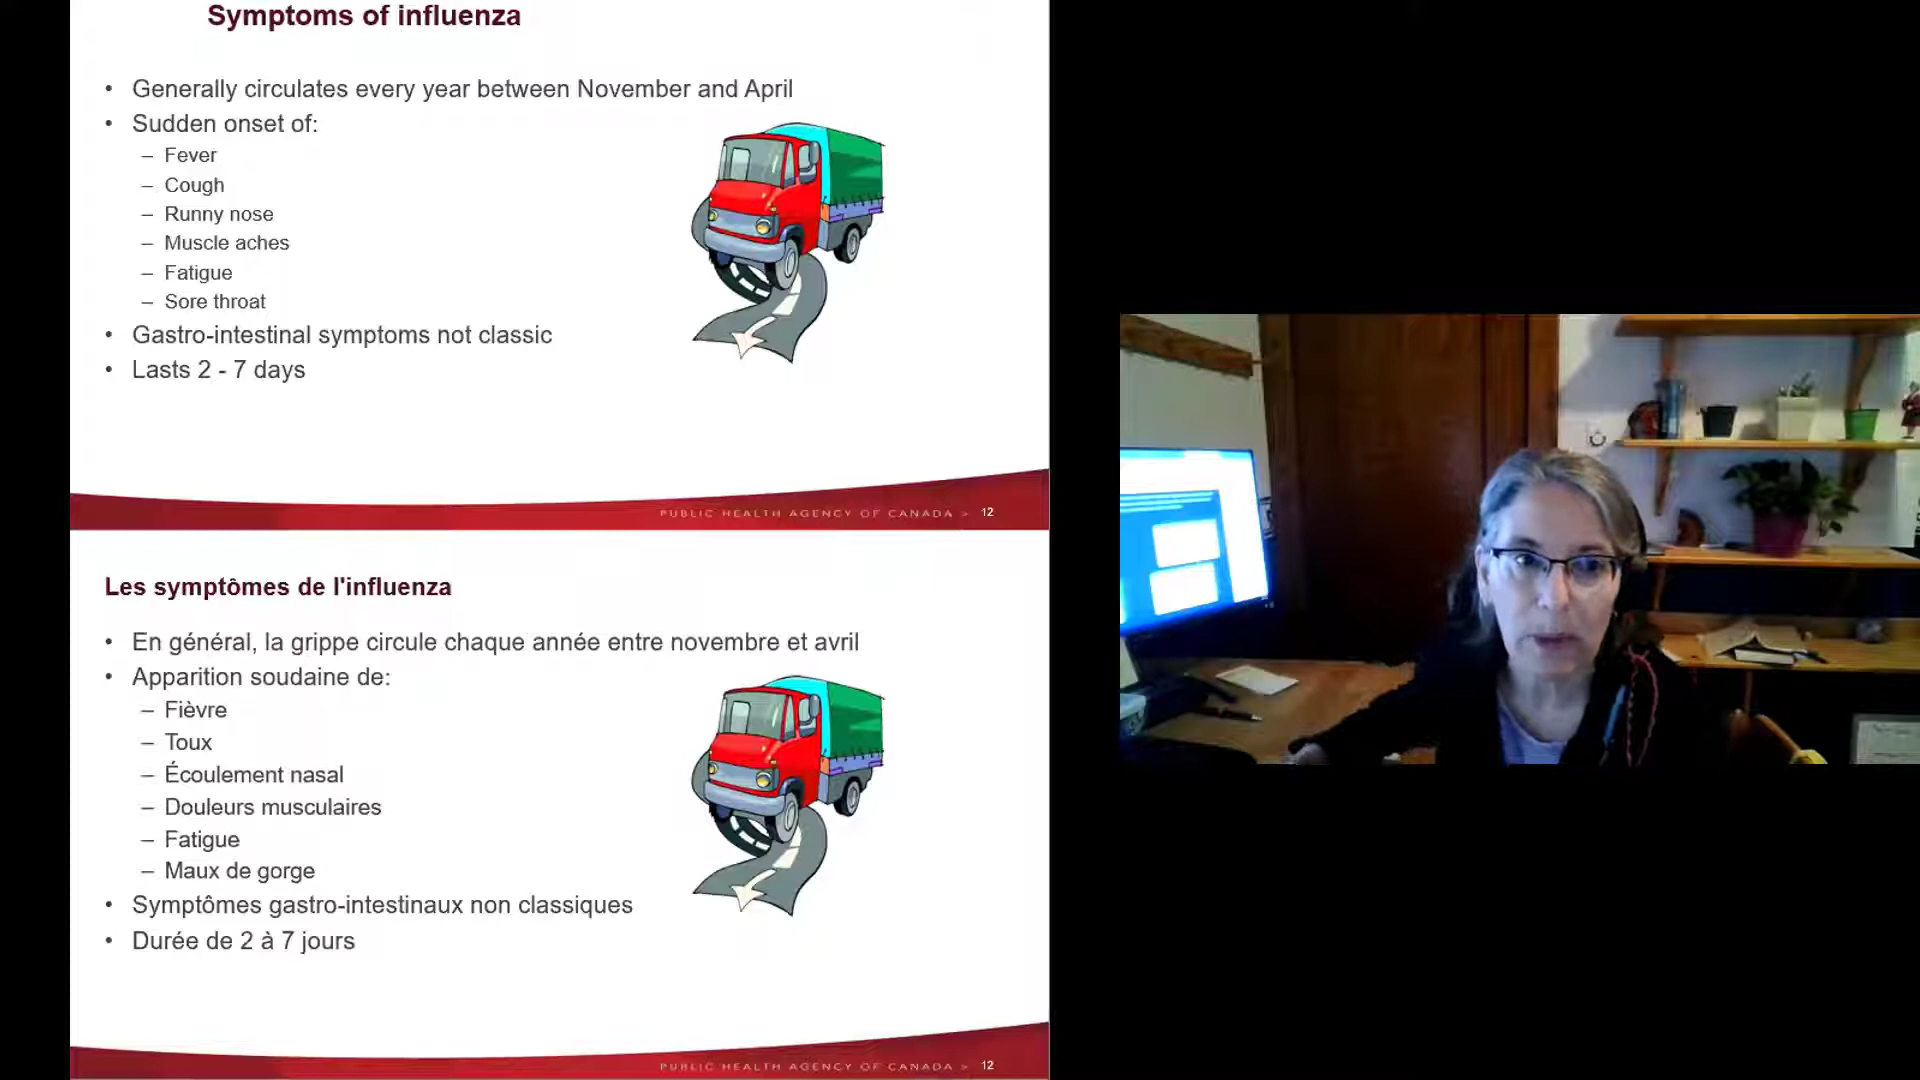 Symptoms of influenza
• Generally circulates every year between November and April
• Sudden onset of:
– Fever
– Cough
– Runny nose
– Muscle aches
– Fatigue
– Sore throat
• Gastro-intestinal symptoms not classic
• Lasts 2 - 7 days
PUBLIC HEALTH AGENCY OF CANADA > 12
Les symptômes de l'influenza
• En général, la grippe circule chaque année entre novembre et avril
• Apparition soudaine de:
– Fièvre
– Toux
– Écoulement nasal
– Douleurs musculaires
– Fatigue
– Maux de gorge
• Symptômes gastro-intestinaux non classiques
• Durée de 2 à 7 jours
PUBLIC HEALTH AGENCY OF CANADA > 12